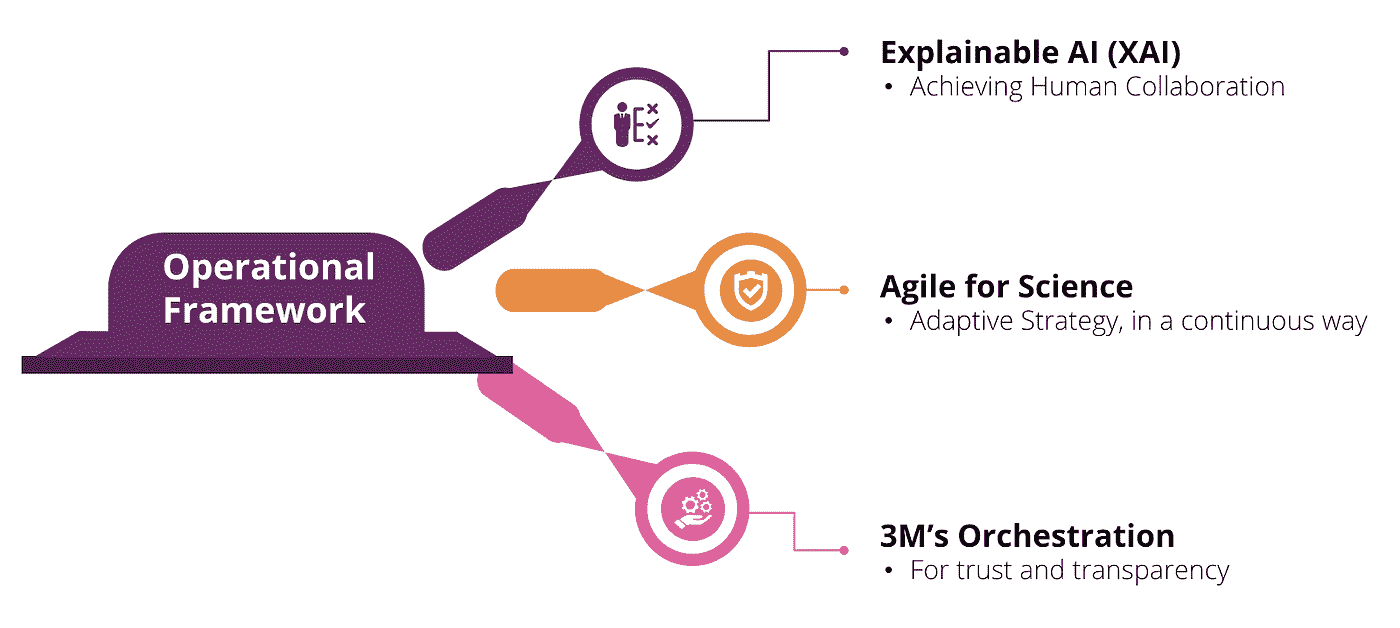 Operational
Framework
Explainable AI (XAI)
• Achieving Human Collaboration
Agile for Science
• Adaptive Strategy, in a continuous way
3M’s Orchestration
• For trust and transparency